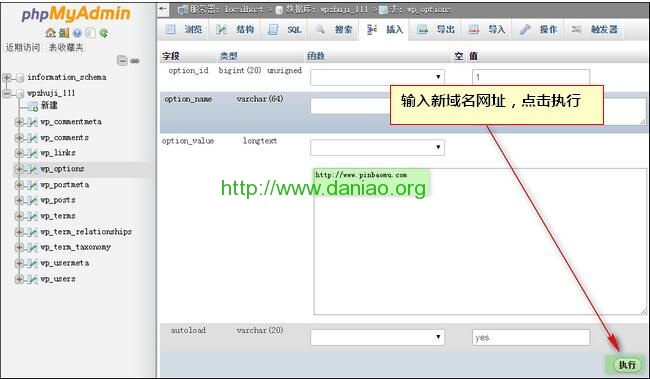 phpMyAdmin
近期访问 表收藏夹
information_schema
wpzhuji_111
新建
wp_commentmeta
wp_comments
wp_links
wp_options
wp_postmeta
wp_posts
wp_terms
wp_term_relationships
wp_term_taxonomy
wp_usermeta
wp_users
服务器: localhost » 数据库: wpzhuji_111 » 表: wp_options
浏览 结构 SQL 搜索 插入 导出 导入 操作 触发器
字段 类型 函数 空 值
option_id bigint(20) unsigned 1
option_name varchar(64)
输入新域名网址，点击执行
option_value longtext
http://www.pinbaomu.com
http://www.daniao.org
autoload varchar(20) yes
执行